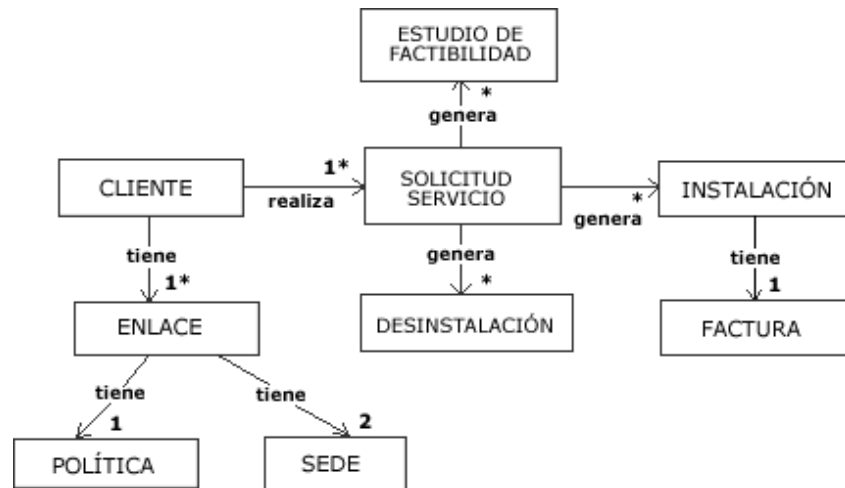 ESTUDIO DE
FACTIBILIDAD
*
genera
CLIENTE
1*
realiza
SOLICITUD
SERVICIO
*
genera
INSTALACIÓN
tiene
1*
genera
*
tiene
1
ENLACE
DESINSTALACIÓN
FACTURA
tiene
1
tiene
2
POLÍTICA
SEDE